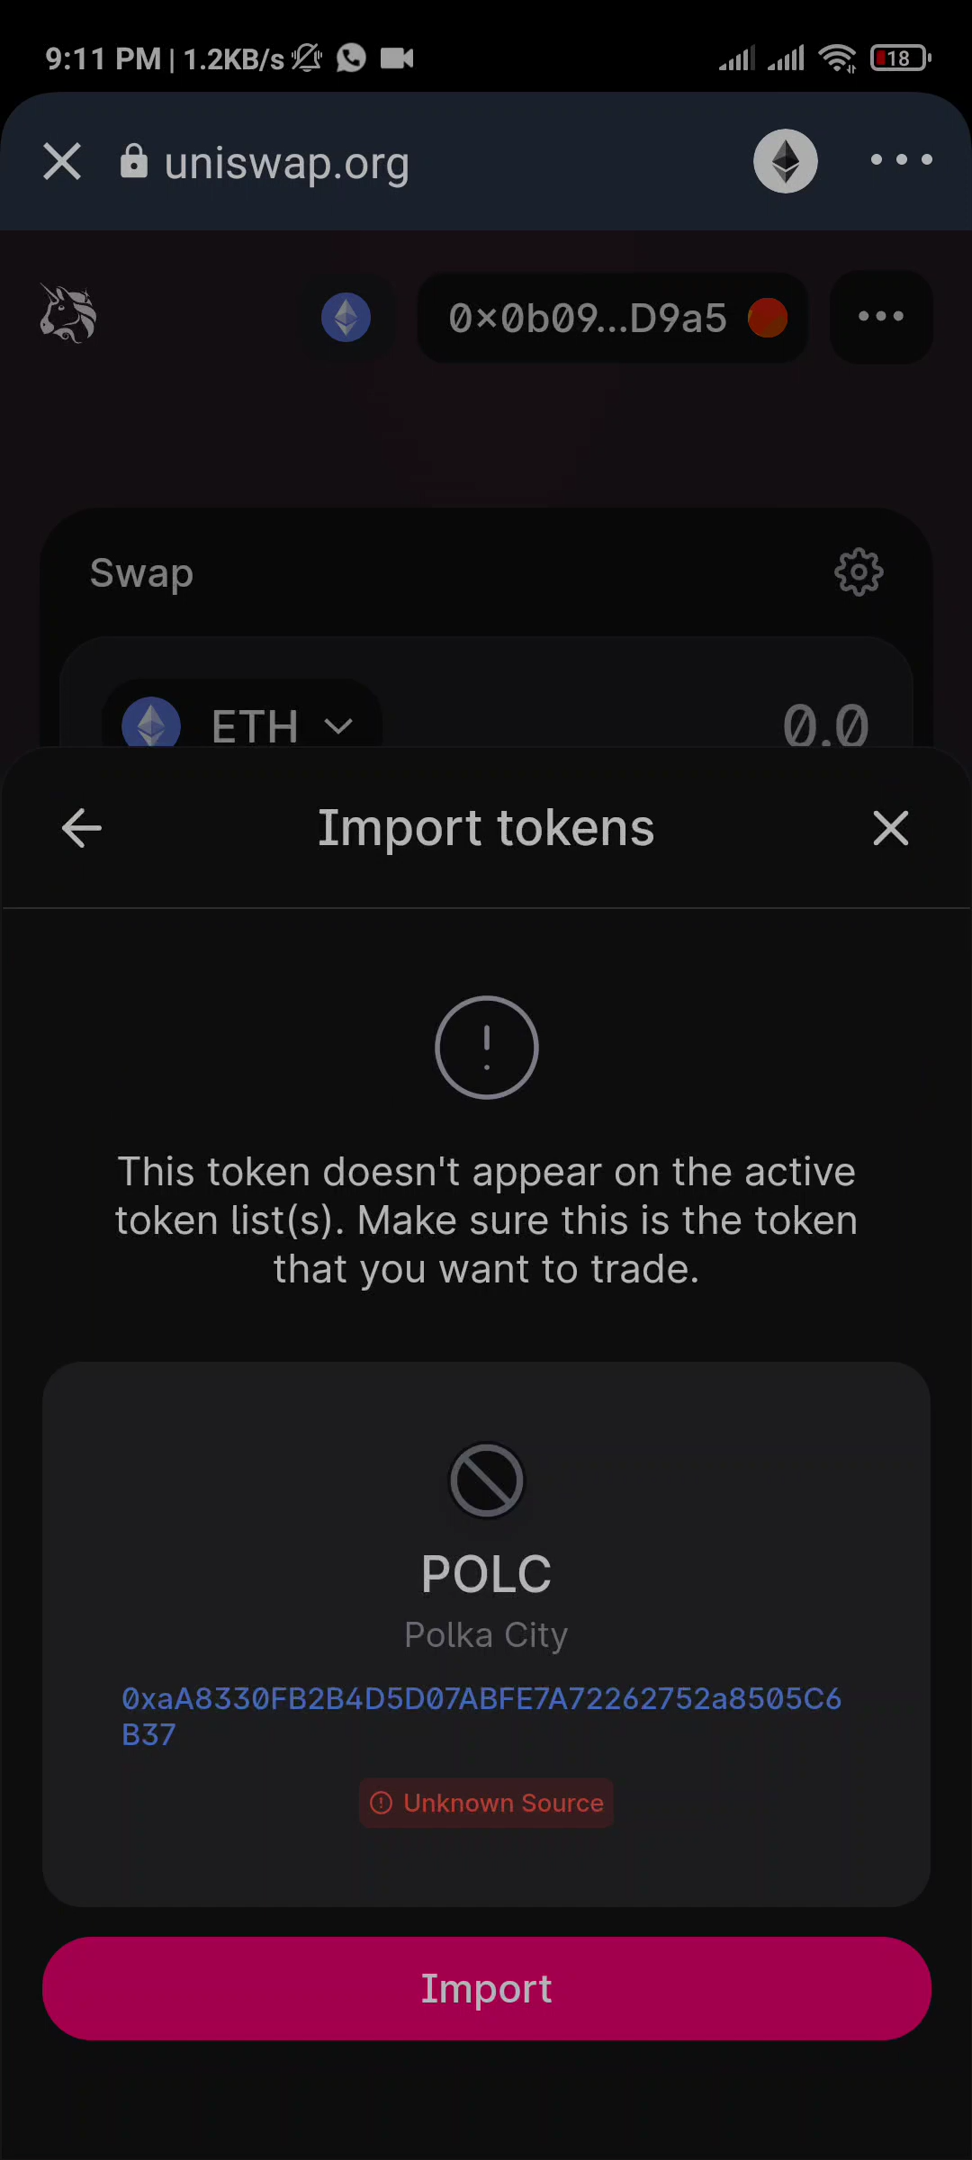 9:11 PM | 1.2KB/s 18
uniswap.org
0x0b09...D9a5
Swap
ETH 0.0
Import tokens
This token doesn't appear on the active
token list(s). Make sure this is the token
that you want to trade.
POLC
Polka City
0xaA8330FB2B4D5D07ABFE7A72262752a8505C6
B37
Unknown Source
Import